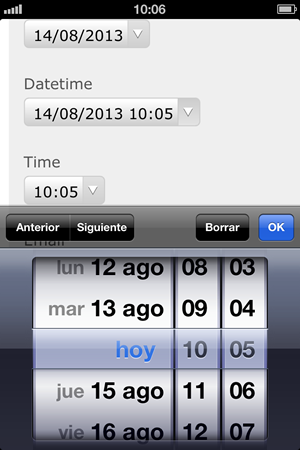 10:06
14/08/2013
Datetime
14/08/2013 10:05
Time
10:05
Anterior Siguiente Borrar OK
Email
lun 12 ago 08 03
mar 13 ago 09 04
hoy 10 05
jue 15 ago 11 06
vie 16 ago 12 07